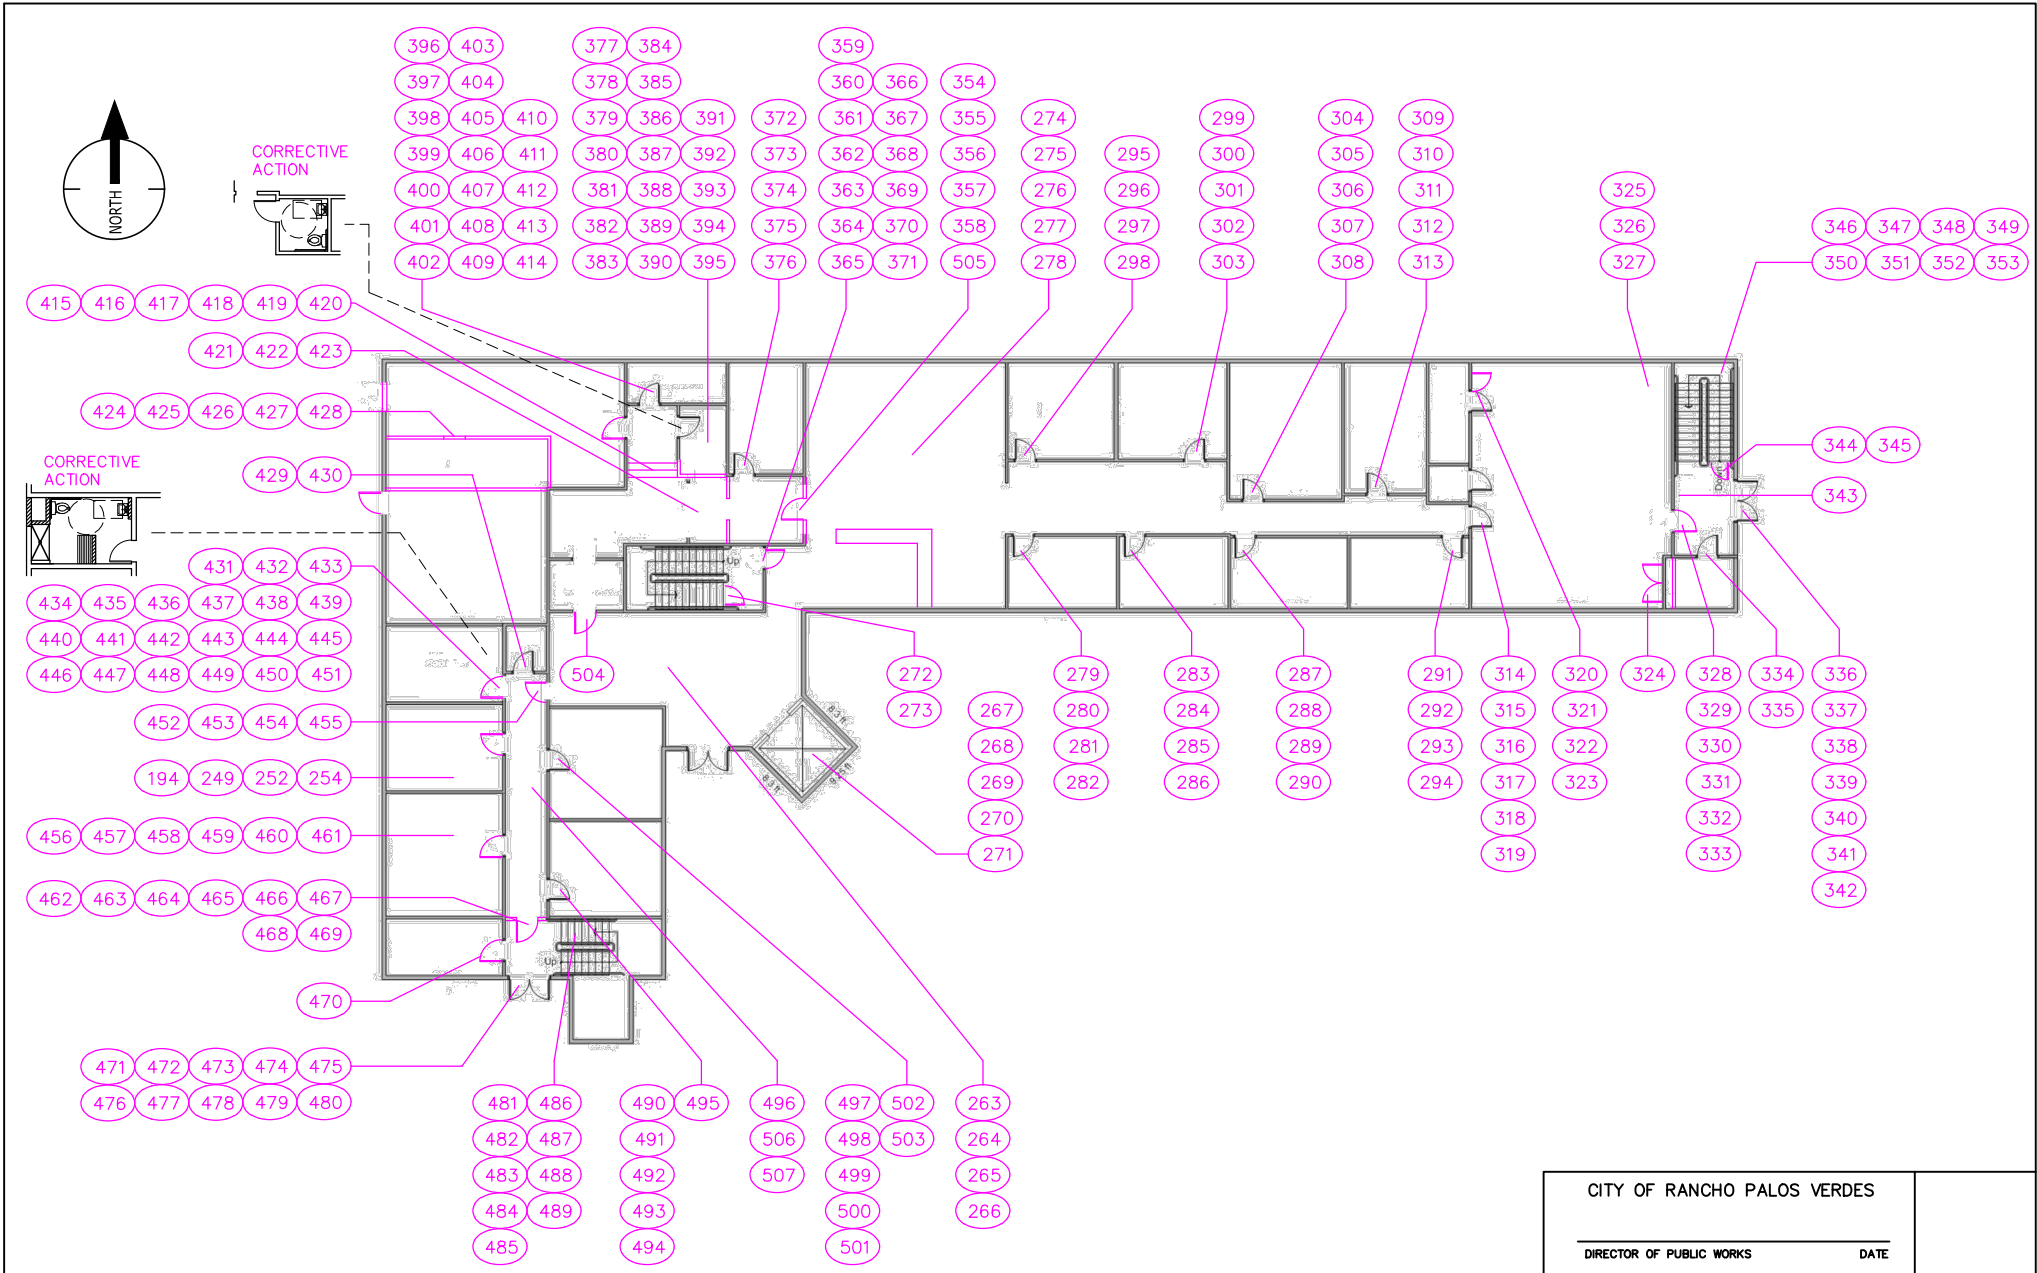 396 403 377 384 359
397 404 378 385 360 366 354
398 405 410 379 386 391 372 361 367 355 274 299 304 309
CORRECTIVE
ACTION
399 406 411 380 387 392 373 362 368 356 275 295 300 305 310
400 407 412 381 388 393 374 363 369 357 276 296 301 306 311 325
NORTH
401 408 413 382 389 394 375 364 370 358 277 297 302 307 312 326 346 347 348 349
402 409 414 383 390 395 376 365 371 505 278 298 303 308 313 327 350 351 352 353
415 416 417 418 419 420
421 422 423
424 425 426 427 428
344 345
CORRECTIVE
ACTION
429 430
Down
343
Up
431 432 433
434 435 436 437 438 439
440 441 442 443 444 445
446 447 448 449 450 451
504 272 279 283 287 291 314 320 324 328 334 336
452 453 454 455
273 267 280 284 288 292 315 321 329 335 337
8.3 ft
268 281 285 289 293 316 322 330 338
194 249 252 254
8.3 ft
9.25 ft
269 282 286 290 294 317 323 331 339
270 318 332 340
456 457 458 459 460 461
271 319 333 341
462 463 464 465 466 467
342
468 469
Up
470
471 472 473 474 475
476 477 478 479 480
481 486 490 495 496 497 502 263
482 487 491 506 498 503 264
483 488 492 507 499 265
484 489 493 500 266
485 494 501
CITY OF RANCHO PALOS VERDES
DIRECTOR OF PUBLIC WORKS DATE